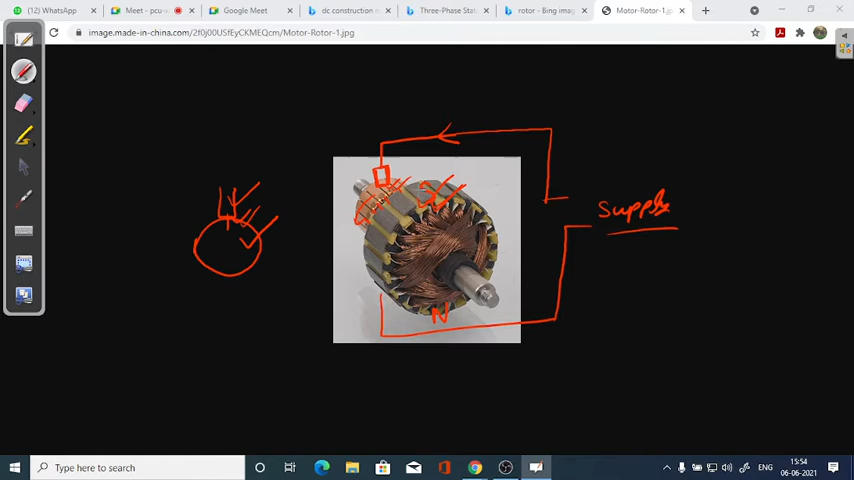 (12) WhatsApp
Meet - pcu-w
Google Meet
dc construction m
Three-Phase Stat
rotor - Bing imag
Motor-Rotor-1.jp
image.made-in-china.com/2f0j00USfEyCKMEQcm/Motor-Rotor-1.jpg
supply
N
Type here to search
ENG
15:54
06-06-2021